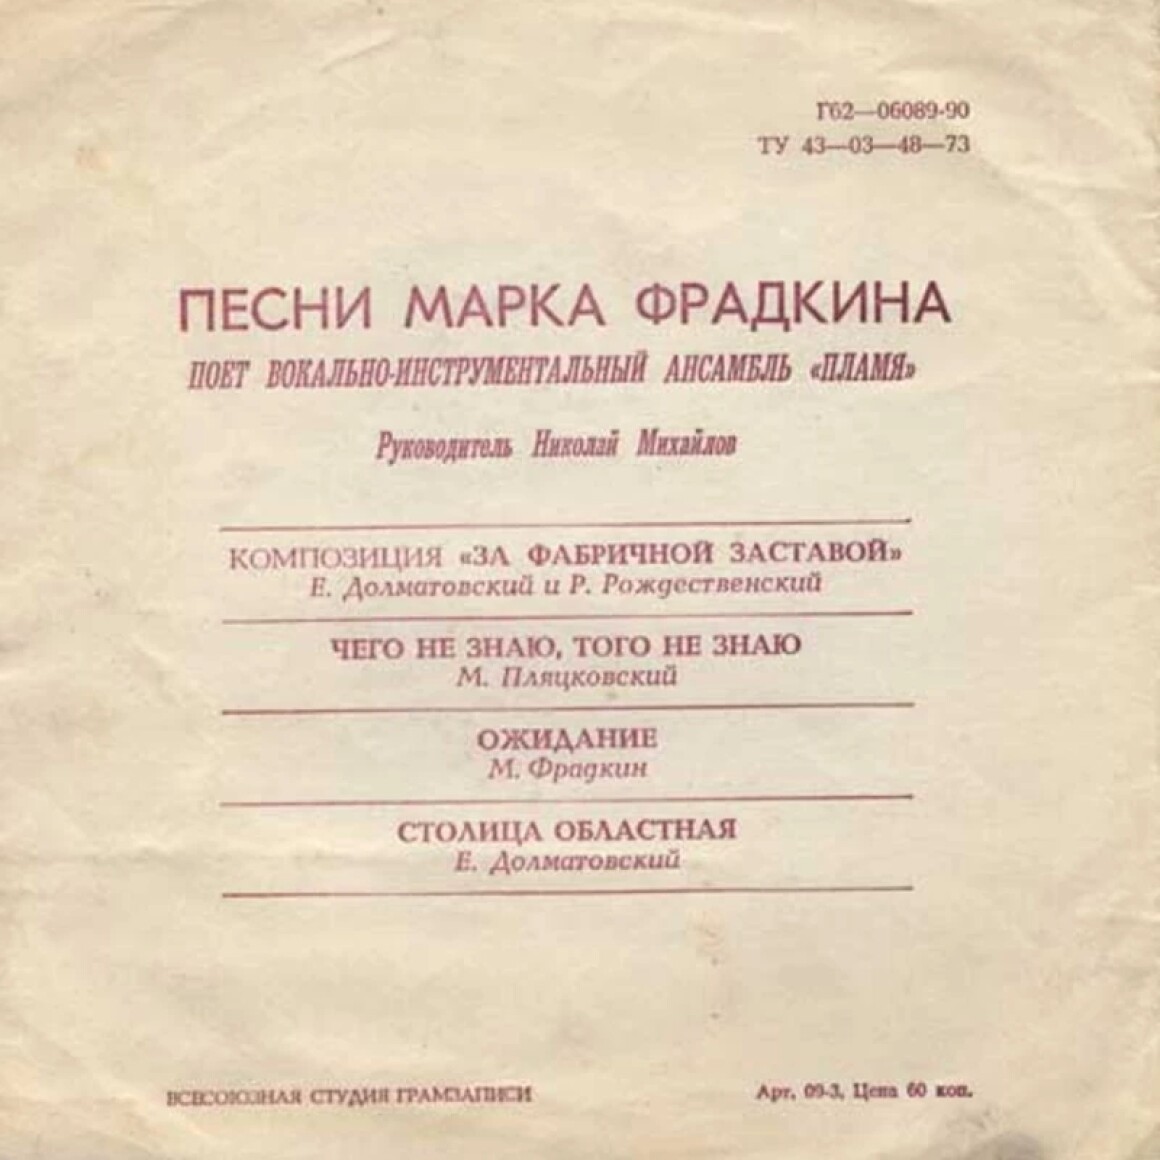 Г62—06089-90
ТУ 43—03—48—73
ПЕСНИ МАРКА ФРАДКИНА
ПОЕТ ВОКАЛЬНО-ИНСТРУМЕНТАЛЬНЫЙ АНСАМБЛЬ «ПЛАМЯ»
Руководитель Николай Михайлов
КОМПОЗИЦИЯ «ЗА ФАБРИЧНОЙ ЗАСТАВОЙ»
Е. Долматовский и Р. Рождественский
ЧЕГО НЕ ЗНАЮ, ТОГО НЕ ЗНАЮ
М. Пляцковский
ОЖИДАНИЕ
М. Фрадкин
СТОЛИЦА ОБЛАСТНАЯ
Е. Долматовский
ВСЕСОЮЗНАЯ СТУДИЯ ГРАМЗАПИСИ
Арт. 09-3, Цена 60 коп.